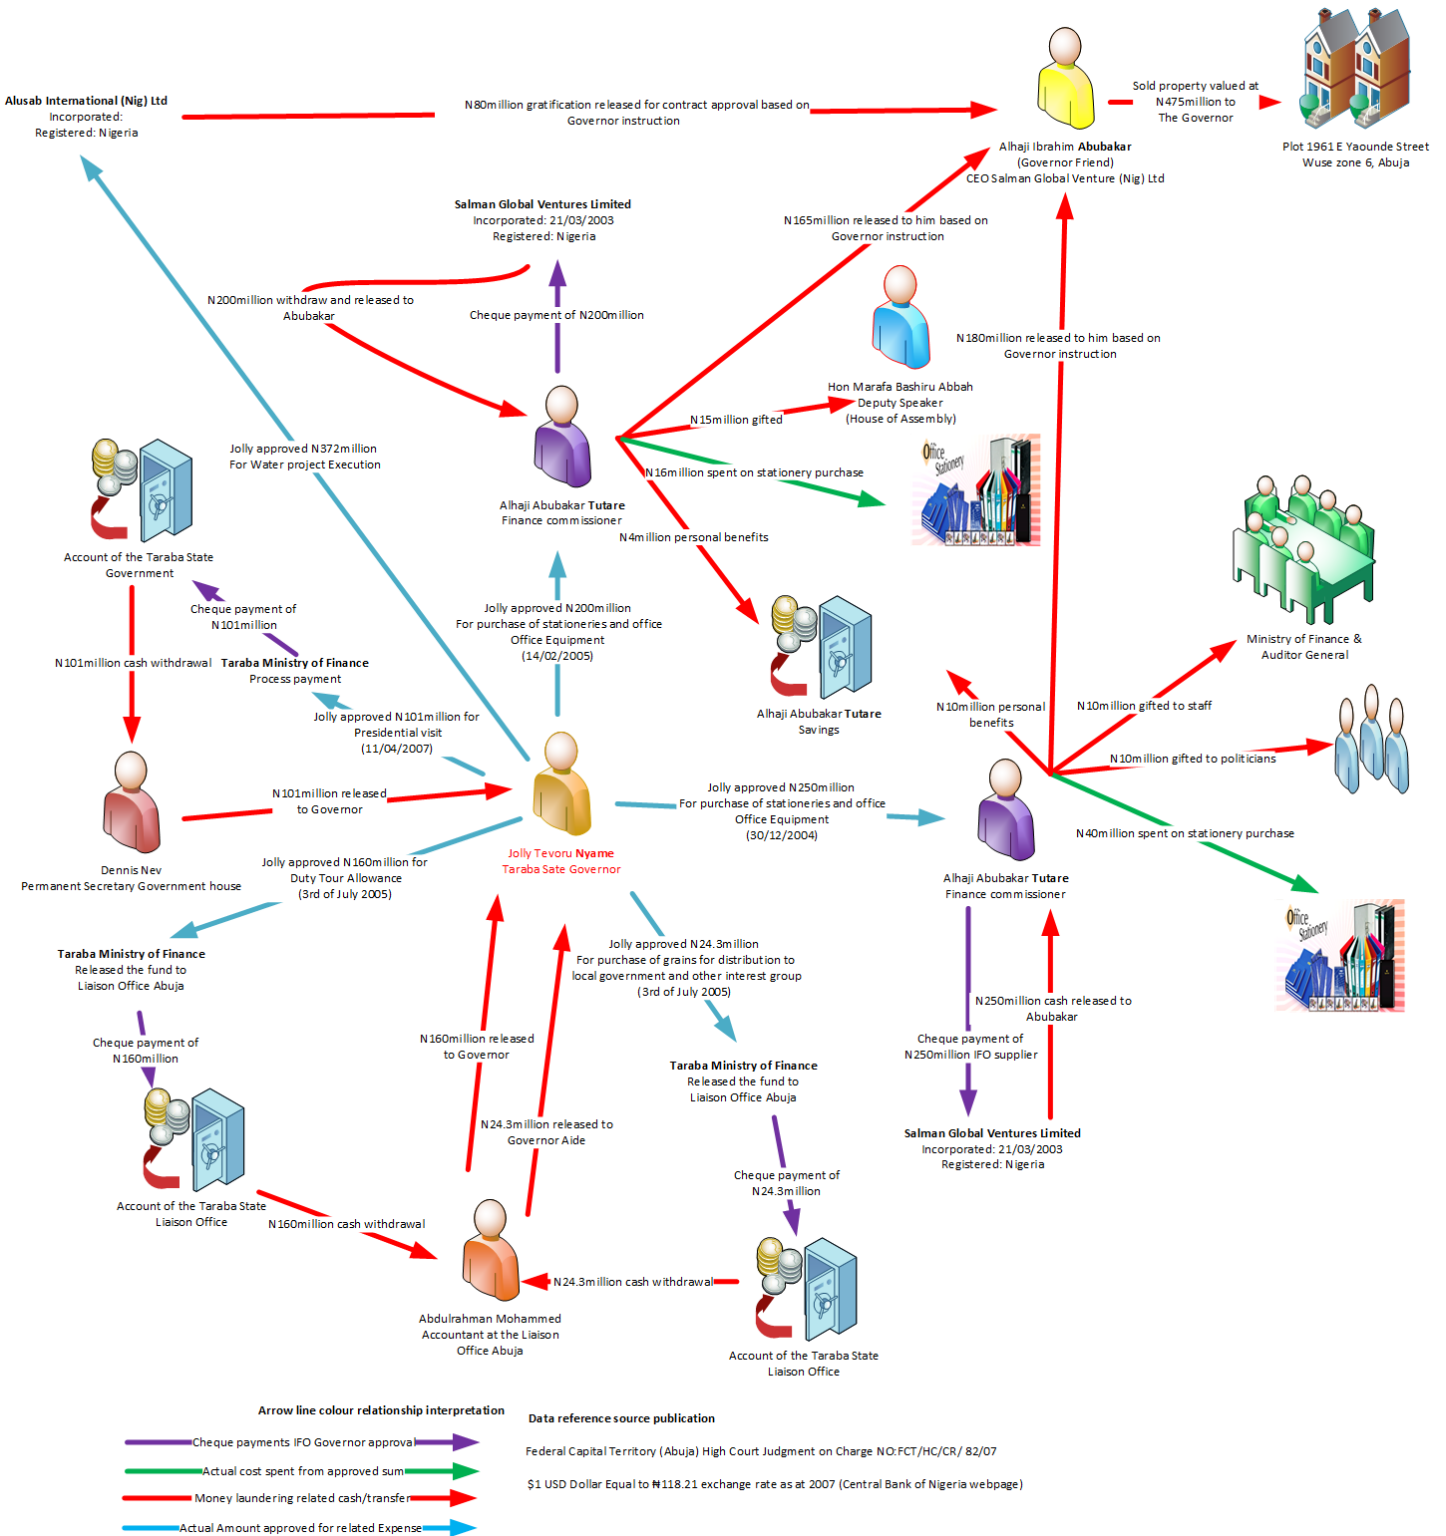 Alusab International (Nig) Ltd
Incorporated:
Registered: Nigeria
N80million gratification released for contract approval based on
Governor instruction
Sold property valued at
N475million to
The Governor
Alhaji Ibrahim Abubakar
(Governor Friend)
CEO Salman Global Venture (Nig) Ltd
Plot 1961 E Yaounde Street
Wuse zone 6, Abuja
Salman Global Ventures Limited
Incorporated: 21/03/2003
Registered: Nigeria
N165million released to him based on
Governor instruction
N200million withdraw and released to
Abubakar
Cheque payment of N200million
N180million released to him based on
Governor instruction
Hon Marafa Bashiru Abbah
Deputy Speaker
(House of Assembly)
N15million gifted
Jolly approved N372million
For Water project Execution
N16million spent on stationery purchase
Office
Stationery
Alhaji Abubakar Tutare
Finance commissioner
N4million personal benefits
Account of the Taraba State
Government
Cheque payment of
N101million
Jolly approved N200million
For purchase of stationeries and office
Office Equipment
(14/02/2005)
Ministry of Finance &
Auditor General
N101million cash withdrawal
Taraba Ministry of Finance
Process payment
Jolly approved N101million for
Presidential visit
(11/04/2007)
Alhaji Abubakar Tutare
Savings
N10million personal
benefits
N10million gifted to staff
N10million gifted to politicians
N101million released
to Governor
Jolly approved N250million
For purchase of stationeries and office
Office Equipment
(30/12/2004)
N40million spent on stationery purchase
Dennis Nev
Permanent Secretary Government house
Jolly Tevoru Nyame
Taraba Sate Governor
Jolly approved N160million for
Duty Tour Allowance
(3rd of July 2005)
Alhaji Abubakar Tutare
Finance commissioner
Office
Stationery
Taraba Ministry of Finance
Released the fund to
Liaison Office Abuja
Jolly approved N24.3million
For purchase of grains for distribution to
local government and other interest group
(3rd of July 2005)
N250million cash released to
Abubakar
Cheque payment of
N160million
N160million released
to Governor
Cheque payment of
N250million IFO supplier
Taraba Ministry of Finance
Released the fund to
Liaison Office Abuja
N24.3million released to
Governor Aide
Salman Global Ventures Limited
Incorporated: 21/03/2003
Registered: Nigeria
Cheque payment of
N24.3million
Account of the Taraba State
Liaison Office
N160million cash withdrawal
N24.3million cash withdrawal
Abdulrahman Mohammed
Accountant at the Liaison
Office Abuja
Account of the Taraba State
Liaison Office
Arrow line colour relationship interpretation
Cheque payments IFO Governor approval
Actual cost spent from approved sum
Money laundering related cash/transfer
Actual Amount approved for related Expense
Data reference source publication
Federal Capital Territory (Abuja) High Court Judgment on Charge NO:FCT/HC/CR/ 82/07
$1 USD Dollar Equal to ₦118.21 exchange rate as at 2007 (Central Bank of Nigeria webpage)